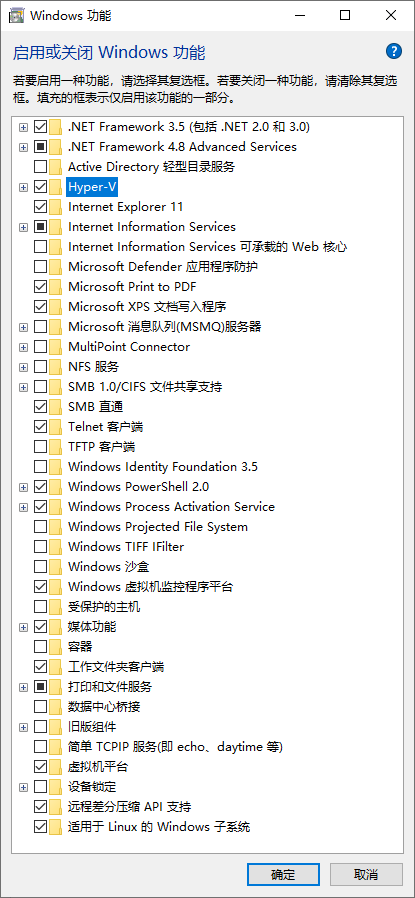 Windows 功能
启用或关闭 Windows 功能
?
若要启用一种功能，请选择其复选框。若要关闭一种功能，请清除其复选
框。填充的框表示仅启用该功能的一部分。
.NET Framework 3.5 (包括 .NET 2.0 和 3.0)
.NET Framework 4.8 Advanced Services
Active Directory 轻型目录服务
Hyper-V
Internet Explorer 11
Internet Information Services
Internet Information Services 可承载的 Web 核心
Microsoft Defender 应用程序防护
Microsoft Print to PDF
Microsoft XPS 文档写入程序
Microsoft 消息队列(MSMQ)服务器
MultiPoint Connector
NFS 服务
SMB 1.0/CIFS 文件共享支持
SMB 直通
Telnet 客户端
TFTP 客户端
Windows Identity Foundation 3.5
Windows PowerShell 2.0
Windows Process Activation Service
Windows Projected File System
Windows TIFF IFilter
Windows 沙盒
Windows 虚拟机监控程序平台
受保护的主机
媒体功能
容器
工作文件夹客户端
打印和文件服务
数据中心桥接
旧版组件
简单 TCPIP 服务(即 echo、daytime 等)
虚拟机平台
设备锁定
远程差分压缩 API 支持
适用于 Linux 的 Windows 子系统
确定
取消